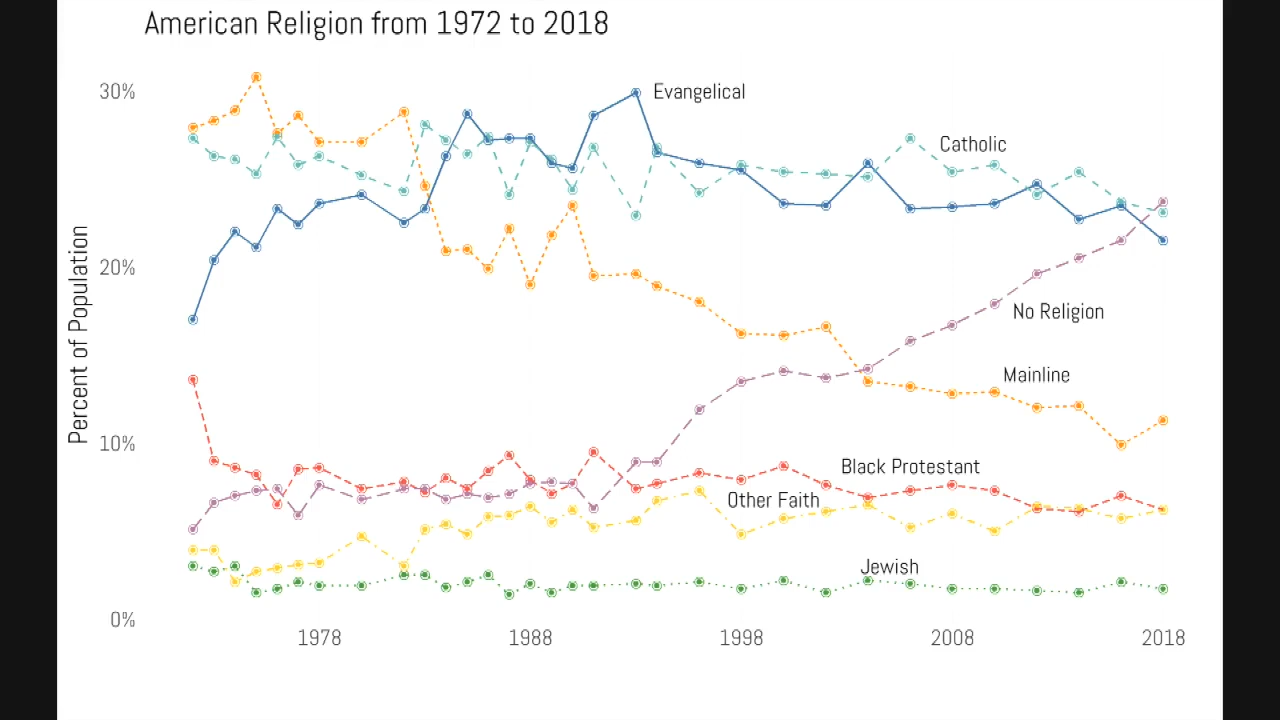 American Religion from 1972 to 2018
30%
Evangelical
Catholic
Percent of Population
20%
No Religion
Mainline
10%
Black Protestant
Other Faith
Jewish
0%
1978 1988 1998 2008 2018